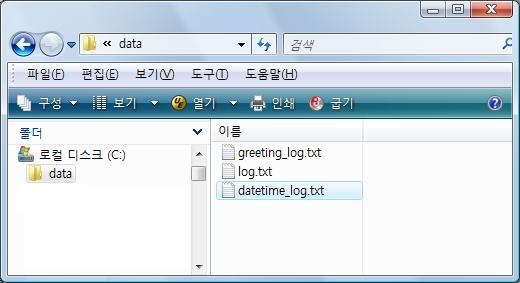 « data
검색
파일(F) 편집(E) 보기(V) 도구(T) 도움말(H)
구성 보기 열기 인쇄 굽기
폴더
로컬 디스크 (C:)
data
이름
greeting_log.txt
log.txt
datetime_log.txt